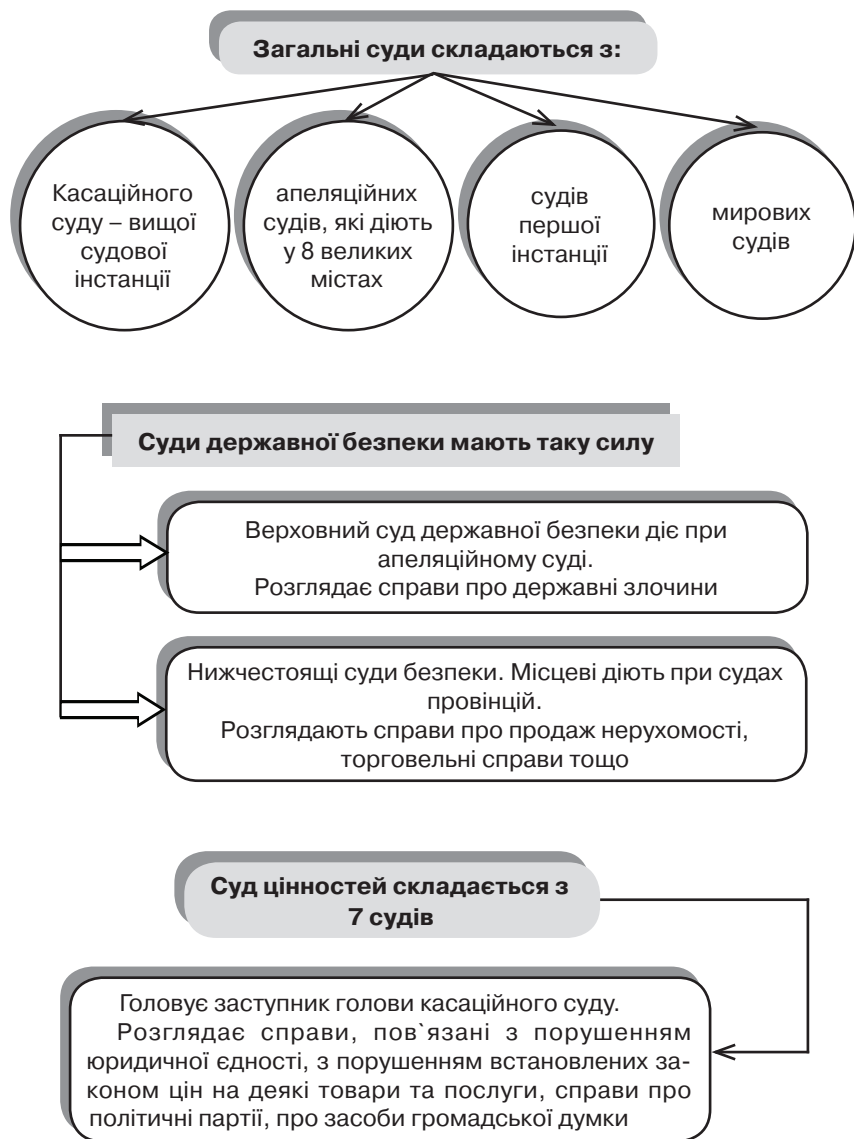 Загальні суди складаються з:
Касаційного
суду – вищої
судової
інстанції
апеляційних
судів, які діють
у 8 великих
містах
судів
першої
інстанції
мирових
судів
Суди державної безпеки мають таку силу
Верховний суд державної безпеки діє при
апеляційному суді.
Розглядає справи про державні злочини
Нижчестоящі суди безпеки. Місцеві діють при судах
провінцій.
Розглядають справи про продаж нерухомості,
торговельні справи тощо
Суд цінностей складається з
7 судів
Головує заступник голови касаційного суду.
Розглядає справи, пов`язані з порушенням
юридичної єдності, з порушенням встановлених за-
коном цін на деякі товари та послуги, справи про
політичні партії, про засоби громадської думки